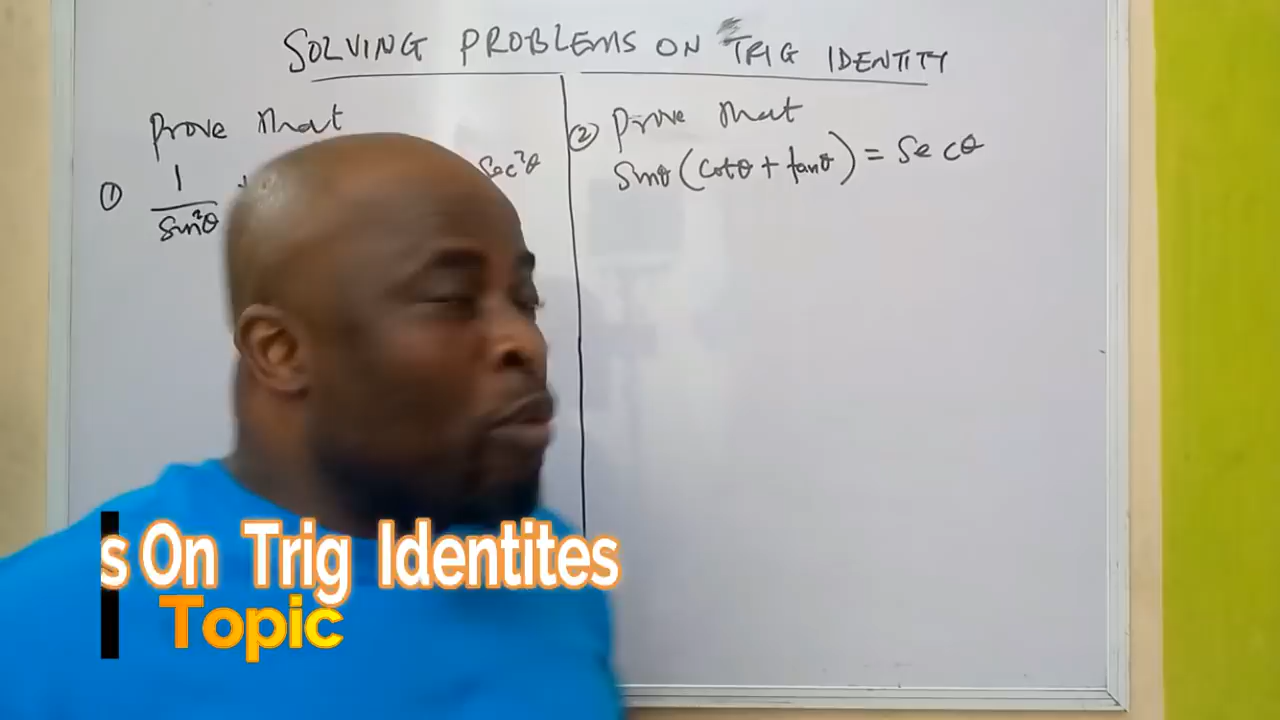 SOLVING PROBLEMS ON TRIG IDENTITY
Prove that
① 1/sin²θ + sec²θ
② Prove that
sinθ(cotθ + tanθ) = secθ
s On Trig Identites
Topic